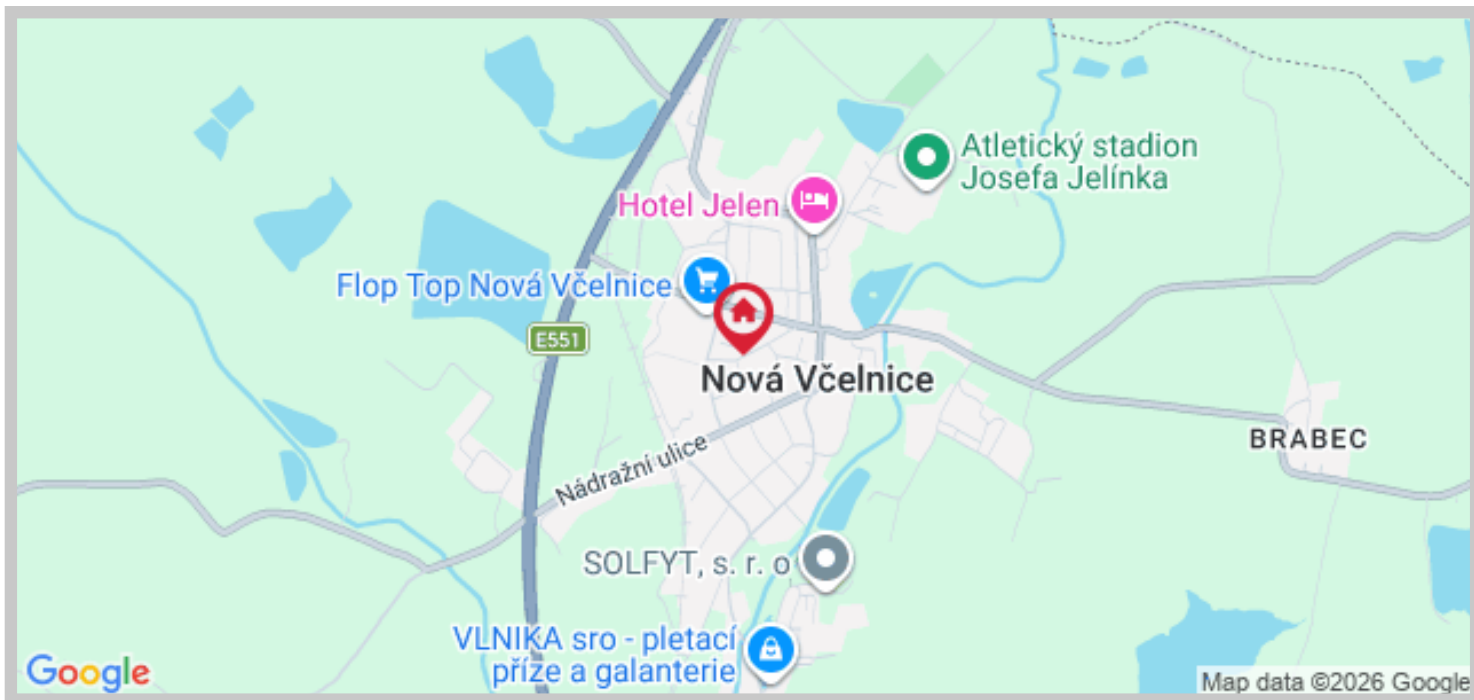 Atletický stadion
Josefa Jelínka
Hotel Jelen
Flop Top Nová Včelnice
E551
Nová Včelnice
BRABEC
Nádražní ulice
SOLFYT, s. r. o
VLNIKA sro - pletací
příze a galanterie
Google
Map data ©2026 Google